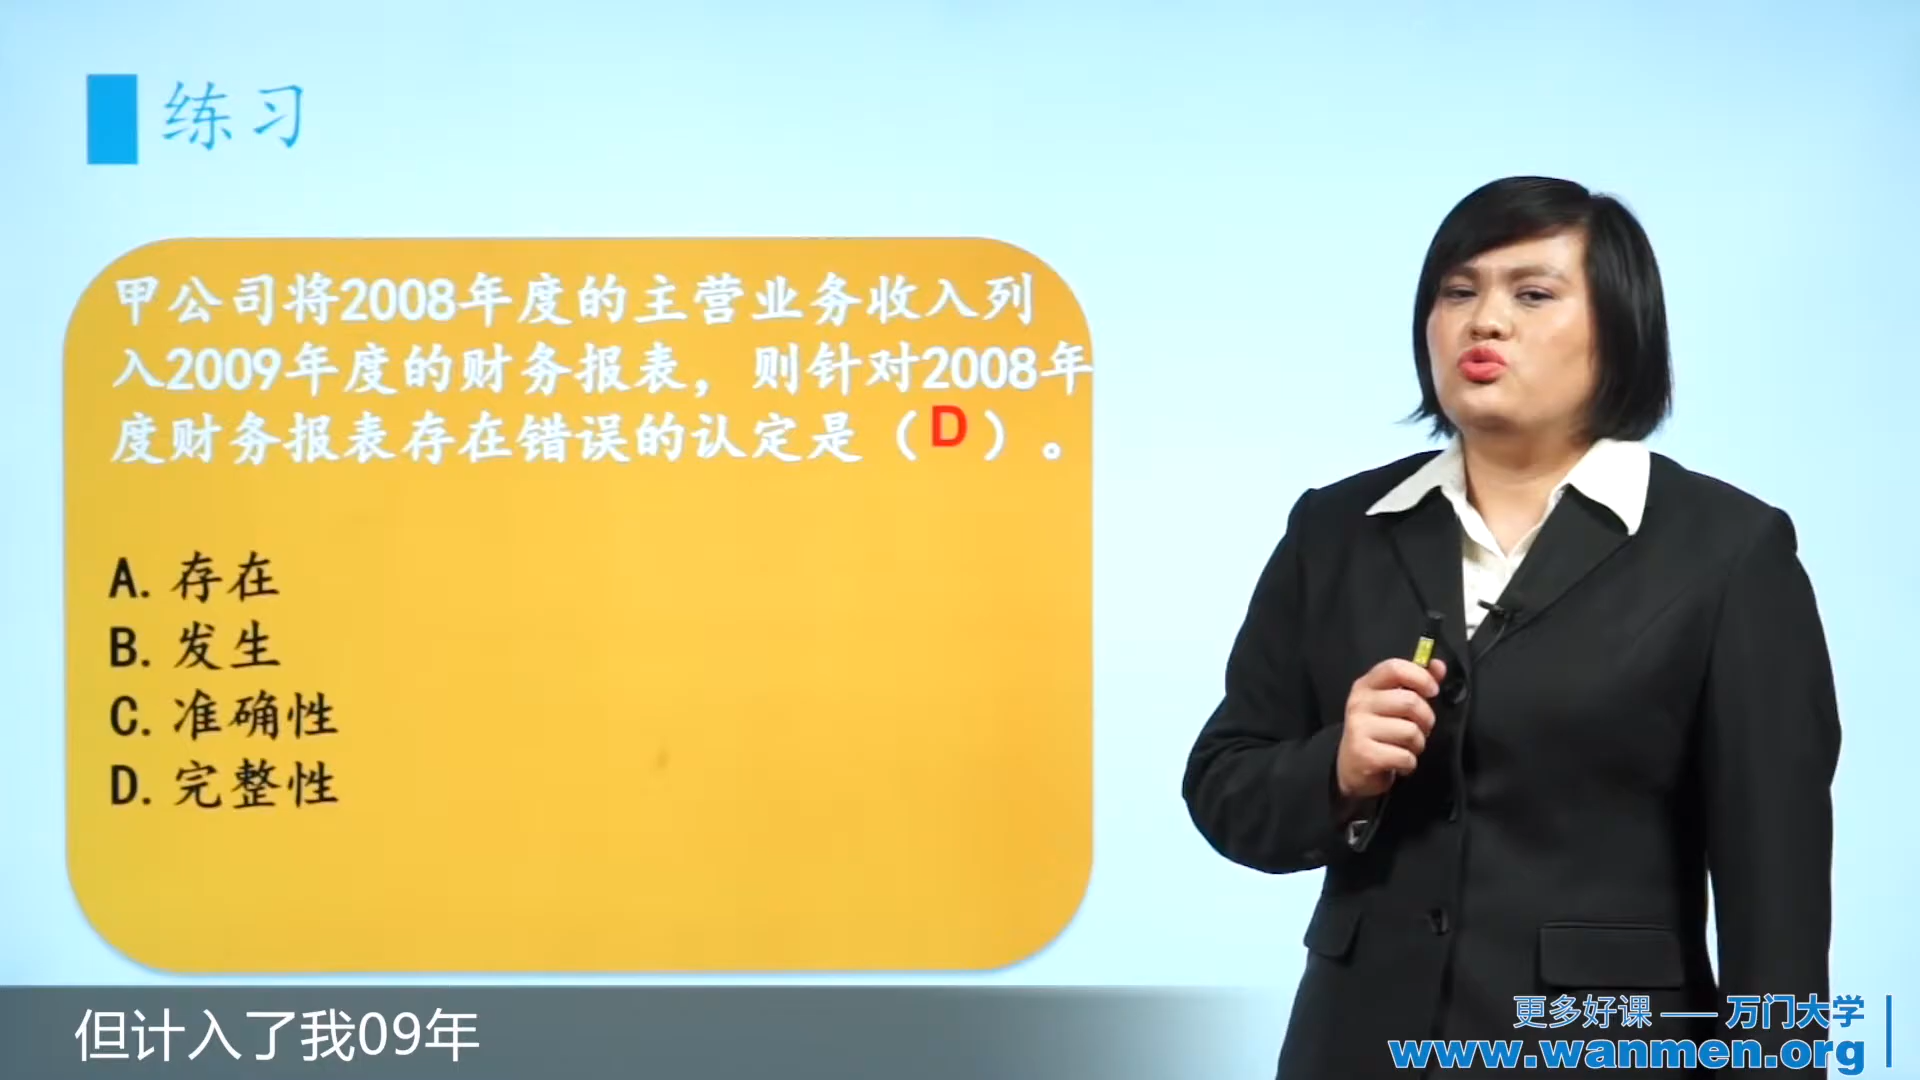 练习
甲公司将2008年度的主营业务收入列
入2009年度的财务报表，则针对2008年
度财务报表存在错误的认定是（D）。
A. 存在
B. 发生
C. 准确性
D. 完整性
但计入了我09年
更多好课 —— 万门大学
www.wanmen.org